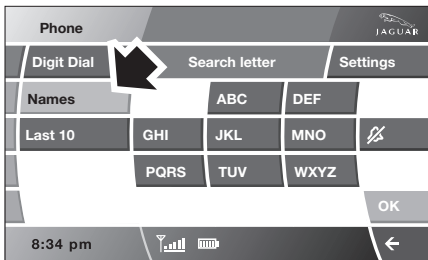 Phone
JAGUAR
Digit Dial Search letter Settings
Names ABC DEF
Last 10 GHI JKL MNO
PQRS TUV WXYZ
OK
8:34 pm